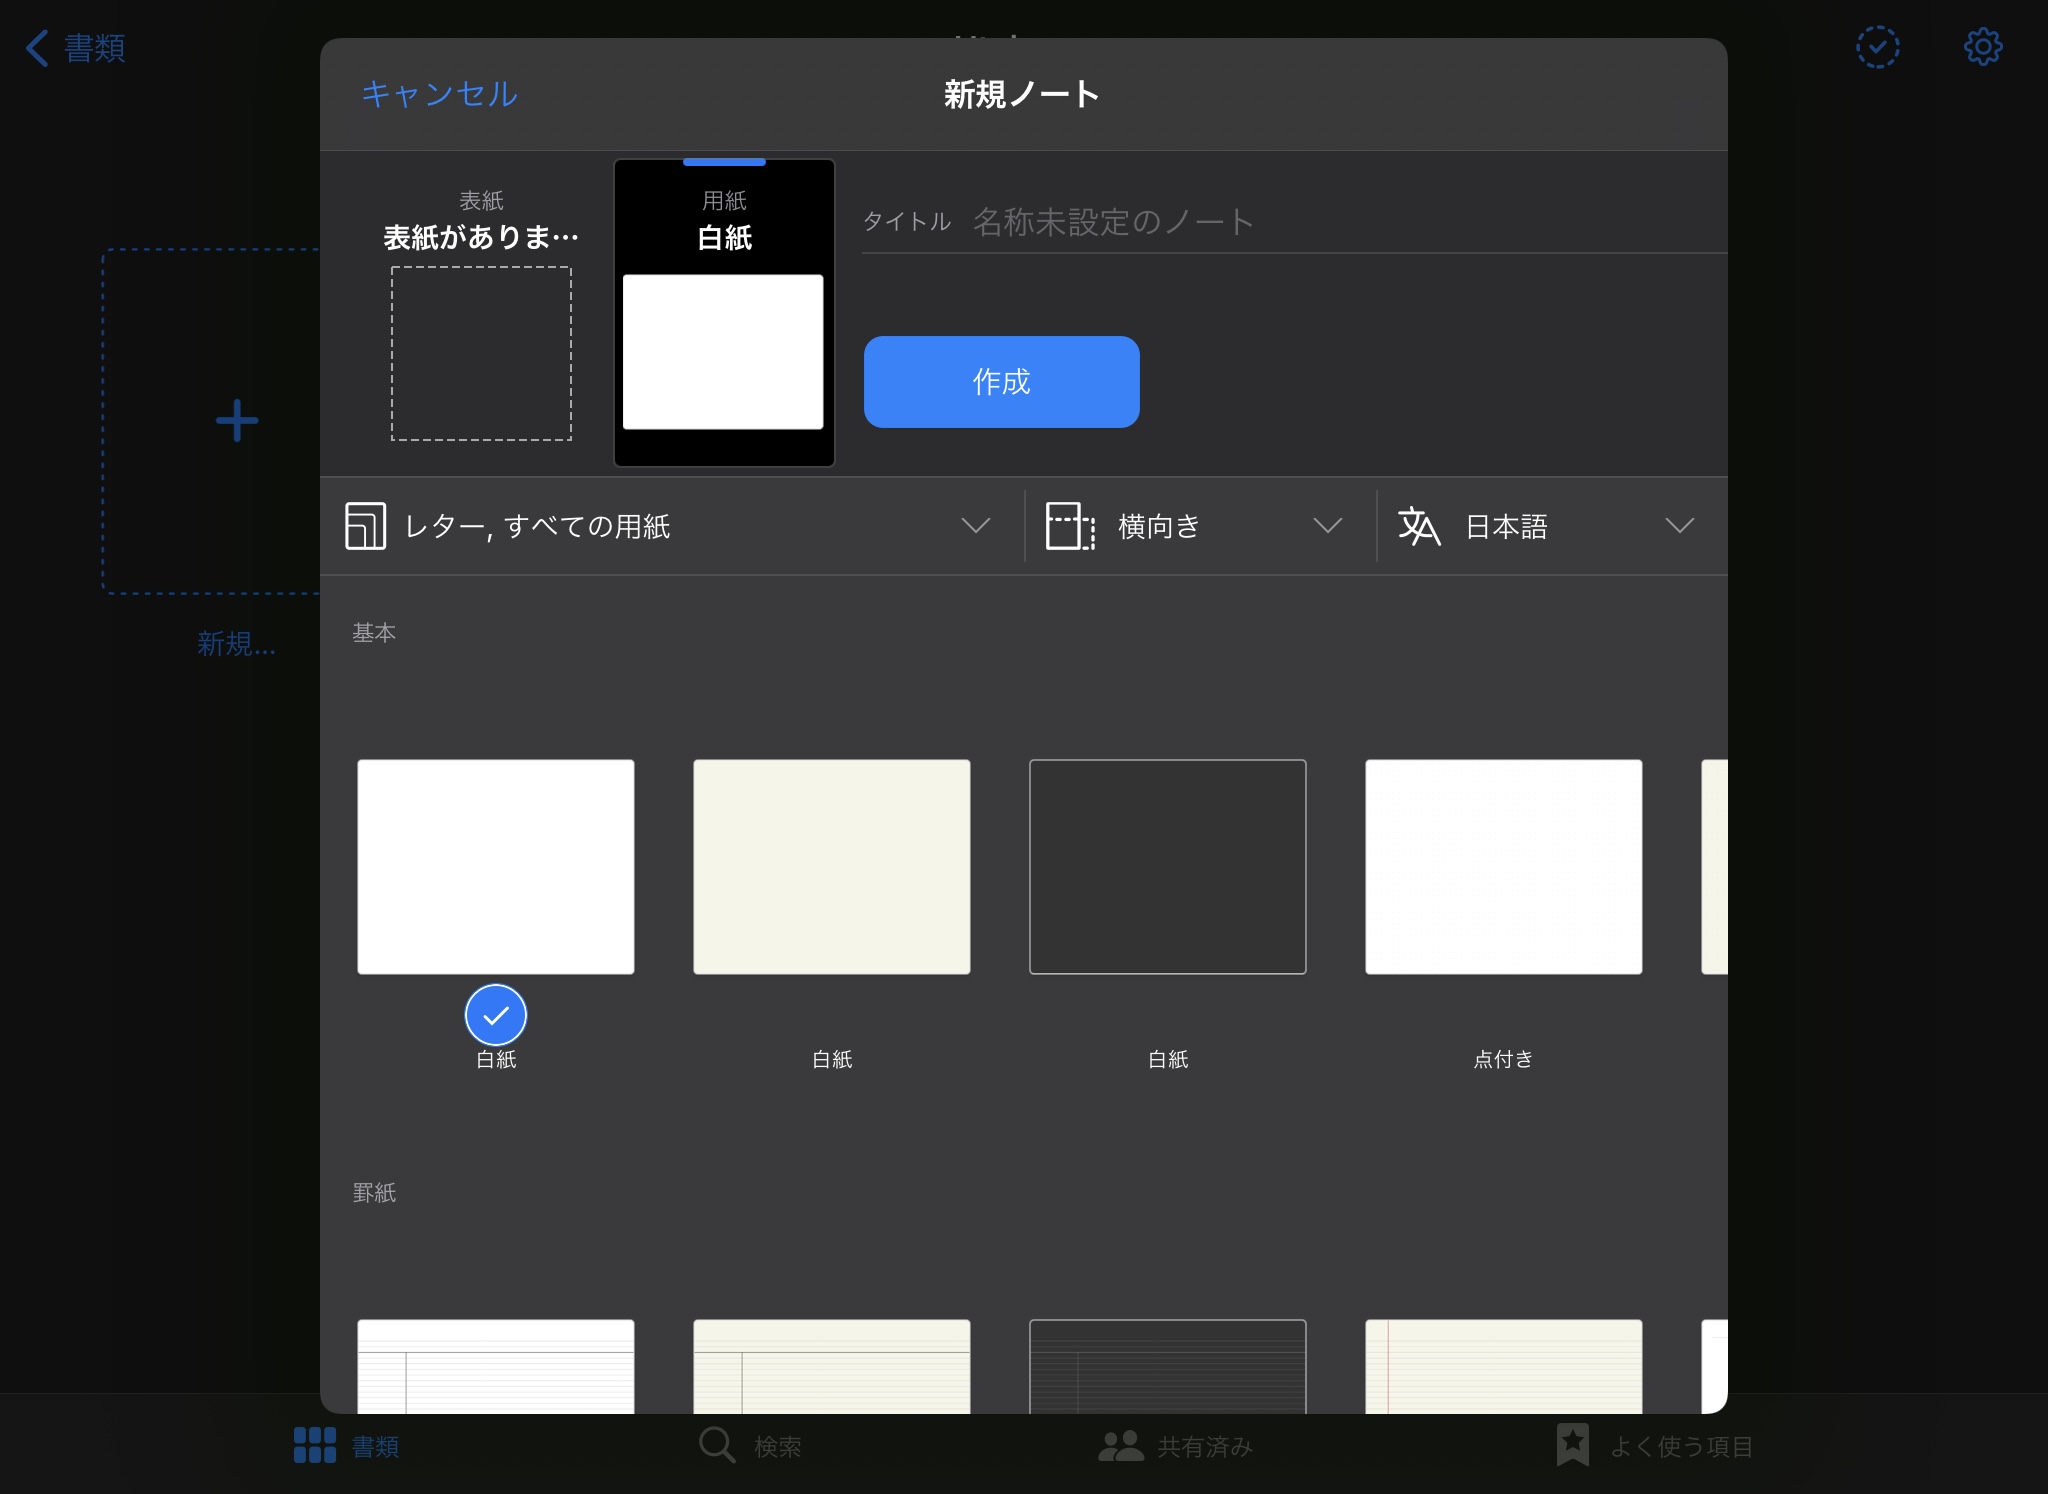 書類
キャンセル
新規ノート
表紙
表紙がありま…
用紙
白紙
タイトル
名称未設定のノート
作成
レター, すべての用紙
横向き
日本語
新規...
基本
白紙
白紙
白紙
点付き
罫紙
書類
検索
共有済み
よく使う項目